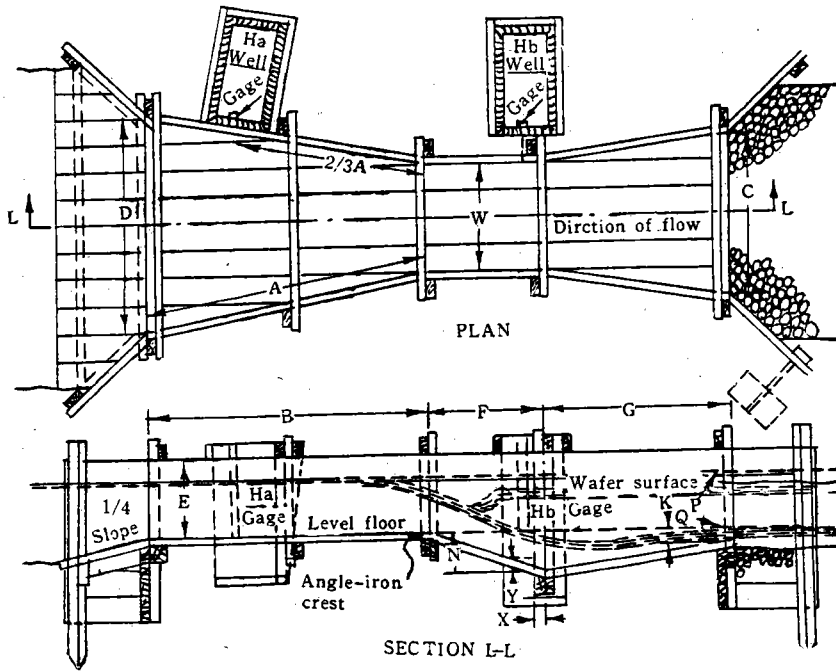 Ha
Well
Gage
Hb
Well
Gage
2/3A
L
D
W
C
L
Dirction of flow
A
PLAN
B
F
G
E
Ha
Gage
1/4
Slope
Level floor
Wafer surface
Hb
Gage
K
P
Q
N
Angle-iron
crest
Y
X
SECTION L-L